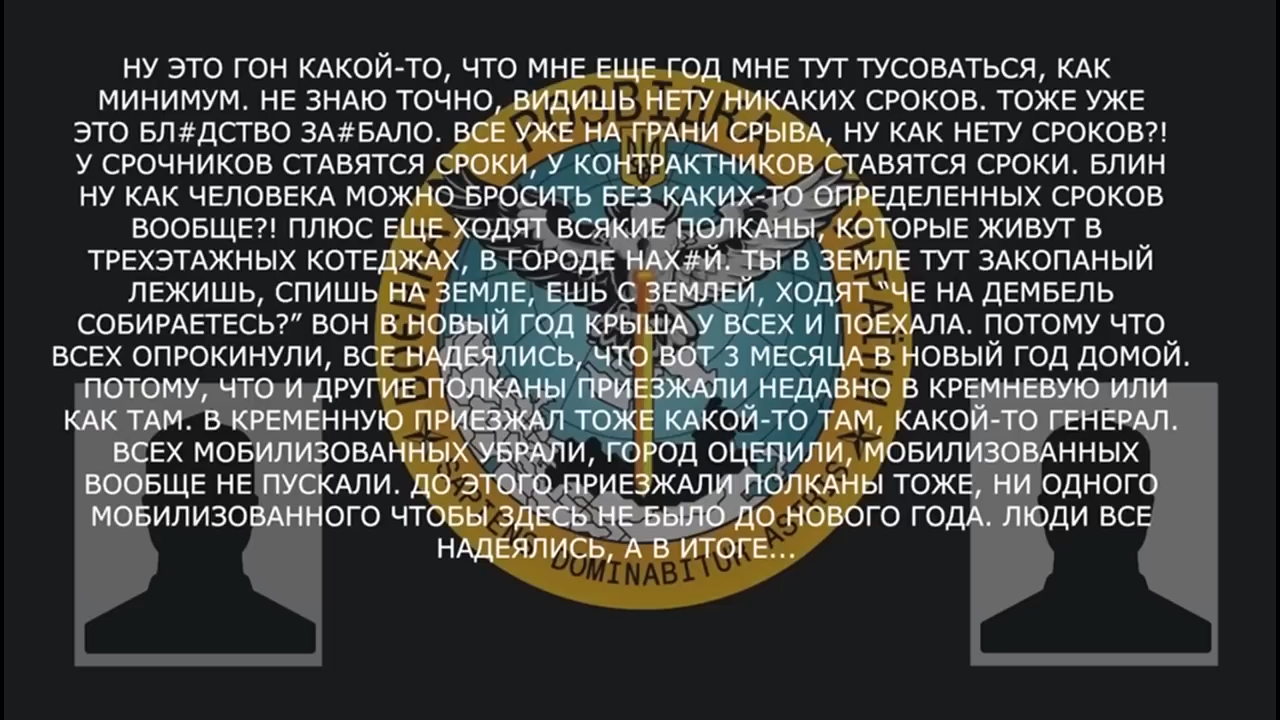 НУ ЭТО ГОН КАКОЙ-ТО, ЧТО МНЕ ЕЩЕ ГОД МНЕ ТУТ ТУСОВАТЬСЯ, КАК
МИНИМУМ. НЕ ЗНАЮ ТОЧНО, ВИДИШЬ НЕТУ НИКАКИХ СРОКОВ. ТОЖЕ УЖЕ
ЭТО БЛ#ДСТВО ЗА#БАЛО. ВСЕ УЖЕ НА ГРАНИ СРЫВА, НУ КАК НЕТУ СРОКОВ?!
У СРОЧНИКОВ СТАВЯТСЯ СРОКИ, У КОНТРАКТНИКОВ СТАВЯТСЯ СРОКИ. БЛИН
НУ КАК ЧЕЛОВЕКА МОЖНО БРОСИТЬ БЕЗ КАКИХ-ТО ОПРЕДЕЛЕННЫХ СРОКОВ
ВООБЩЕ?! ПЛЮС ЕЩЕ ХОДЯТ ВСЯКИЕ ПОЛКАНЫ, КОТОРЫЕ ЖИВУТ В
ТРЕХЭТАЖНЫХ КОТЕДЖАХ, В ГОРОДЕ НАХ#Й. ТЫ В ЗЕМЛЕ ТУТ ЗАКОПАНЫЙ
ЛЕЖИШЬ, СПИШЬ НА ЗЕМЛЕ, ЕШЬ С ЗЕМЛЕЙ, ХОДЯТ “ЧЕ НА ДЕМБЕЛЬ
СОБИРАЕТЕСЬ?” ВОН В НОВЫЙ ГОД КРЫША У ВСЕХ И ПОЕХАЛА. ПОТОМУ ЧТО
ВСЕХ ОПРОКИНУЛИ, ВСЕ НАДЕЯЛИСЬ, ЧТО ВОТ 3 МЕСЯЦА В НОВЫЙ ГОД ДОМОЙ.
ПОТОМУ, ЧТО И ДРУГИЕ ПОЛКАНЫ ПРИЕЗЖАЛИ НЕДАВНО В КРЕМНЕВУЮ ИЛИ
КАК ТАМ. В КРЕМЕННУЮ ПРИЕЗЖАЛ ТОЖЕ КАКОЙ-ТО ТАМ, КАКОЙ-ТО ГЕНЕРАЛ.
ВСЕХ МОБИЛИЗОВАННЫХ УБРАЛИ, ГОРОД ОЦЕПИЛИ, МОБИЛИЗОВАННЫХ
ВООБЩЕ НЕ ПУСКАЛИ. ДО ЭТОГО ПРИЕЗЖАЛИ ПОЛКАНЫ ТОЖЕ, НИ ОДНОГО
МОБИЛИЗОВАННОГО ЧТОБЫ ЗДЕСЬ НЕ БЫЛО ДО НОВОГО ГОДА. ЛЮДИ ВСЕ
НАДЕЯЛИСЬ, А В ИТОГЕ...
РОЗВІДКА
УКРАЇНИ
SAPIENS DOMINABITUR ASTRIS